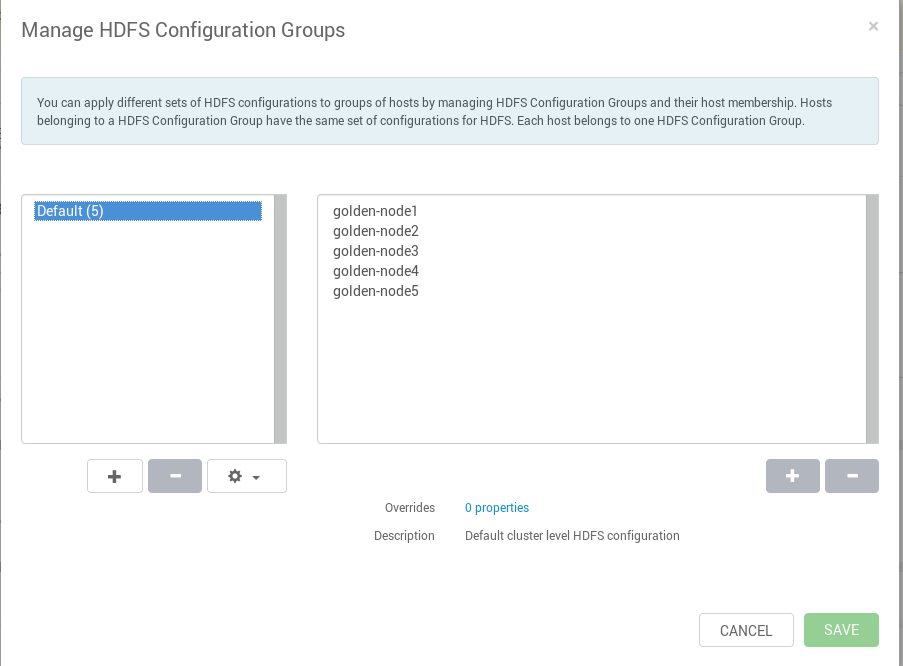 Manage HDFS Configuration Groups
×
You can apply different sets of HDFS configurations to groups of hosts by managing HDFS Configuration Groups and their host membership. Hosts
belonging to a HDFS Configuration Group have the same set of configurations for HDFS. Each host belongs to one HDFS Configuration Group.
Default (5)
golden-node1
golden-node2
golden-node3
golden-node4
golden-node5
Overrides 0 properties
Description Default cluster level HDFS configuration
CANCEL SAVE